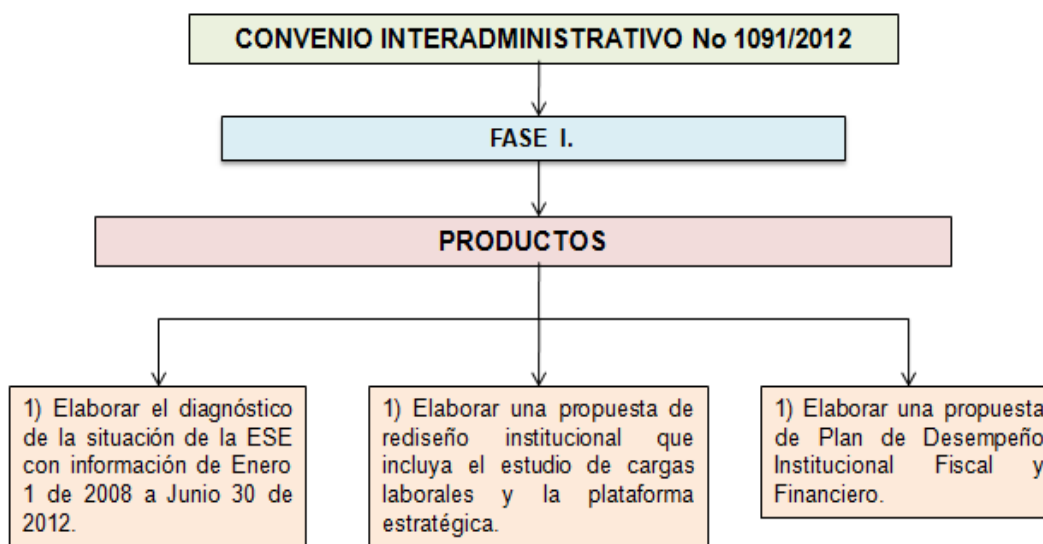 CONVENIO INTERADMINISTRATIVO No 1091/2012
FASE I.
PRODUCTOS
1) Elaborar el diagnóstico
de la situación de la ESE
con información de Enero
1 de 2008 a Junio 30 de
2012.
1) Elaborar una propuesta de
rediseño institucional que
incluya el estudio de cargas
laborales y la plataforma
estratégica.
1) Elaborar una propuesta
de Plan de Desempeño
Institucional Fiscal y
Financiero.